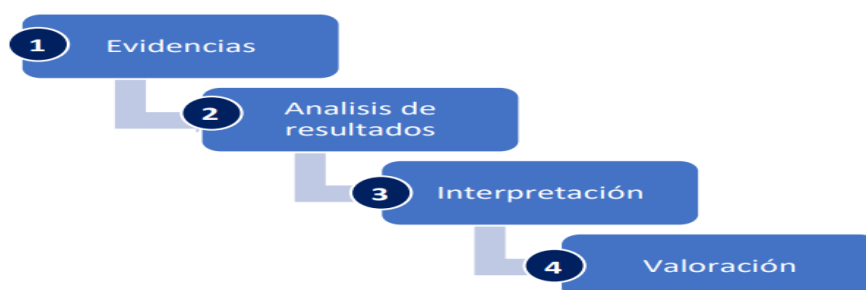 1
Evidencias
2
Analisis de
resultados
3
Interpretación
4
Valoración